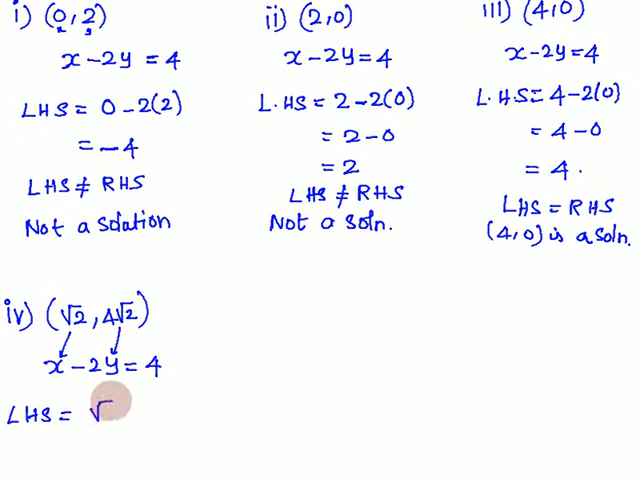 i) (0, 2)
x - 2y = 4
LHS = 0 - 2(2)
= -4
LHS ≠ RHS
Not a solution
ii) (2,0)
x - 2y = 4
L.HS = 2 - 2(0)
= 2 - 0
= 2
LHS ≠ RHS
Not a soln.
iii) (4,0)
x - 2y = 4
L.HS = 4 - 2(0)
= 4 - 0
= 4.
LHS = RHS
(4,0) is a soln.
iv) (√2, 4√2)
x - 2y = 4
LHS = √